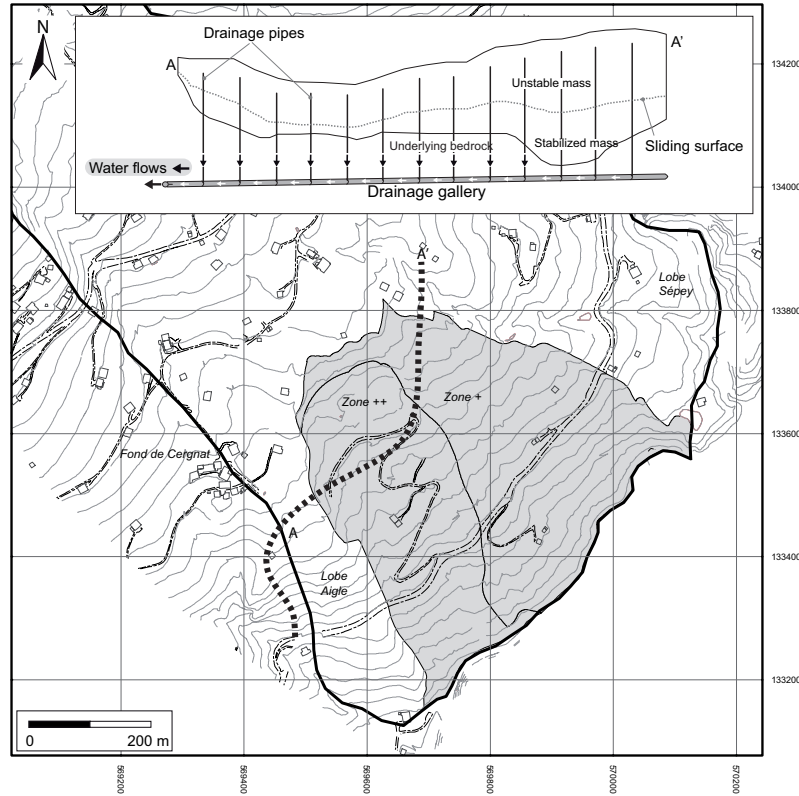 N
Drainage pipes
A
A'
Unstable mass
Underlying bedrock
Stabilized mass
Sliding surface
Water flows
Drainage gallery
134200
134000
133800
133600
133400
133200
A'
Lobe
Sépey
Zone ++
Zone +
Fond de Cergnat
A
Lobe
Aigle
0
200 m
569200
569400
569600
569800
570000
570200